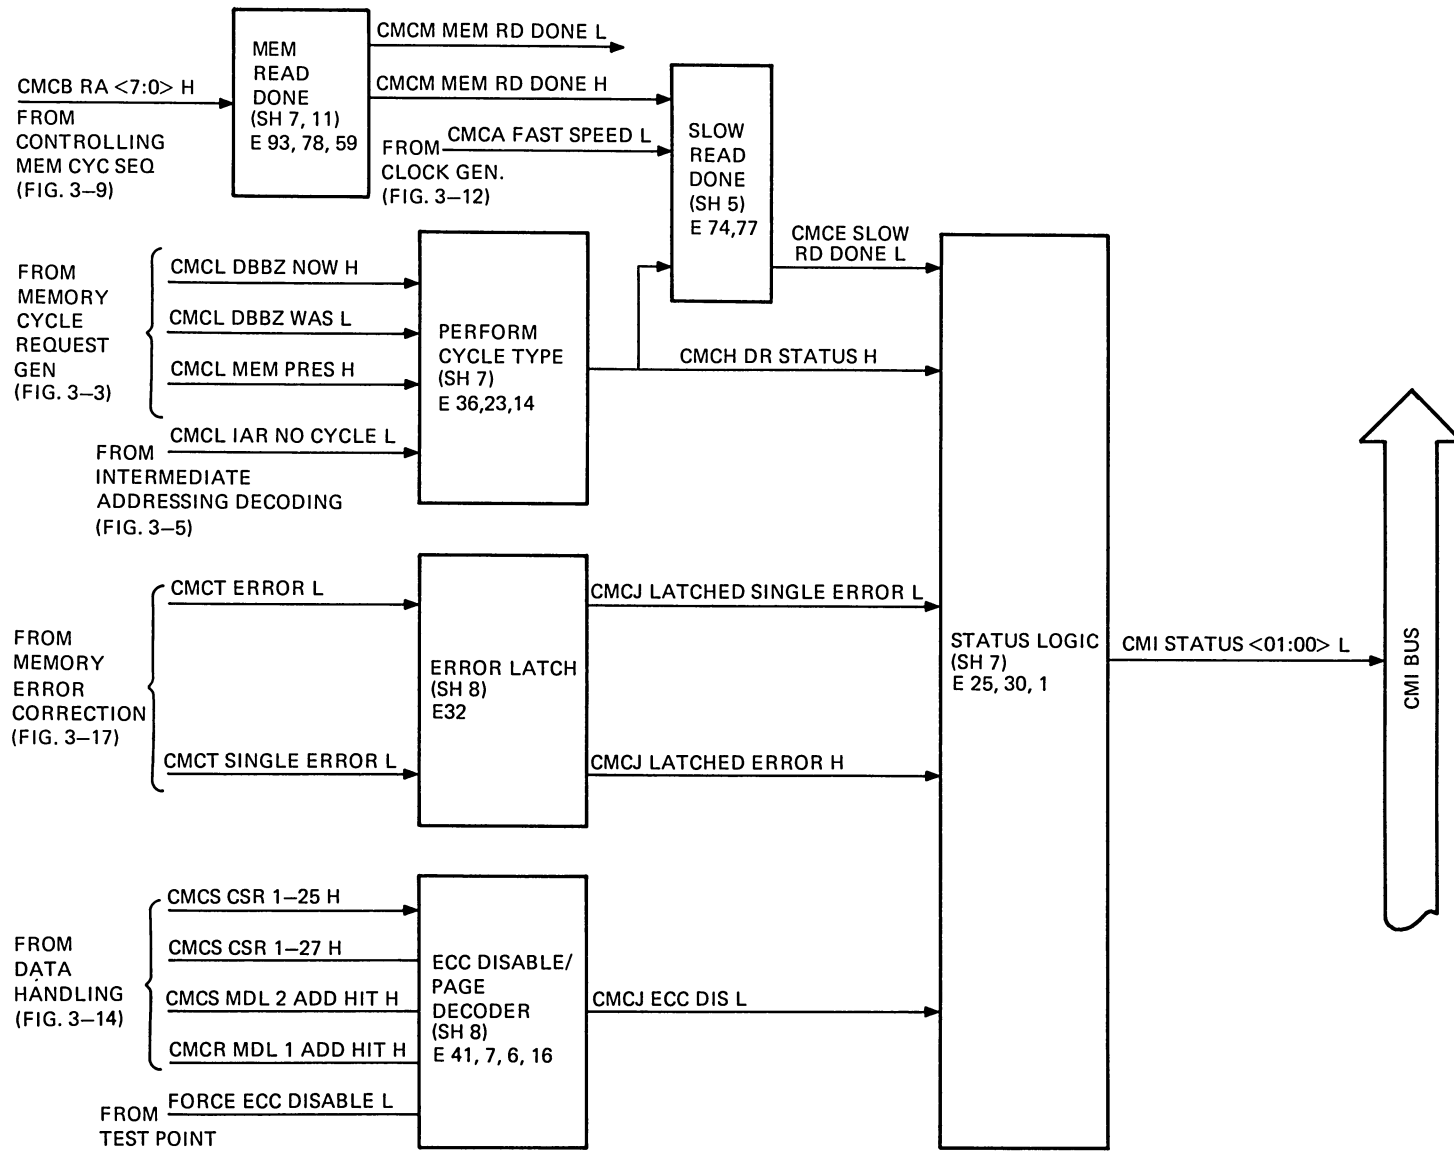 CMCM MEM RD DONE L
MEM
READ
DONE
(SH 7, 11)
E 93, 78, 59
CMCB RA <7:0> H
FROM
CONTROLLING
MEM CYC SEQ
(FIG. 3–9)
CMCM MEM RD DONE H
CMCA FAST SPEED L
FROM
CLOCK GEN.
(FIG. 3–12)
SLOW
READ
DONE
(SH 5)
E 74,77
CMCE SLOW
RD DONE L
FROM
MEMORY
CYCLE
REQUEST
GEN
(FIG. 3–3)
CMCL DBBZ NOW H
CMCL DBBZ WAS L
CMCL MEM PRES H
CMCL IAR NO CYCLE L
FROM
INTERMEDIATE
ADDRESSING DECODING
(FIG. 3–5)
PERFORM
CYCLE TYPE
(SH 7)
E 36,23,14
CMCH DR STATUS H
FROM
MEMORY
ERROR
CORRECTION
(FIG. 3–17)
CMCT ERROR L
CMCT SINGLE ERROR L
ERROR LATCH
(SH 8)
E32
CMCJ LATCHED SINGLE ERROR L
CMCJ LATCHED ERROR H
STATUS LOGIC
(SH 7)
E 25, 30, 1
CMI STATUS <01:00> L
CMI BUS
FROM
DATA
HANDLING
(FIG. 3–14)
CMCS CSR 1–25 H
CMCS CSR 1–27 H
CMCS MDL 2 ADD HIT H
CMCR MDL 1 ADD HIT H
FORCE ECC DISABLE L
FROM
TEST POINT
ECC DISABLE/
PAGE
DECODER
(SH 8)
E 41, 7, 6, 16
CMCJ ECC DIS L